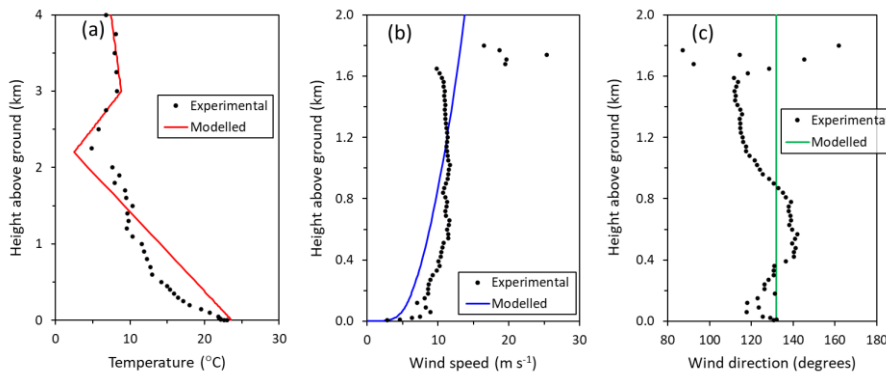 (a)
Height above ground (km)
4
3
2
1
0
Experimental
Modelled
0 10 20 30
Temperature (°C)
(b)
Height above ground (km)
2.0
1.6
1.2
0.8
0.4
0.0
Experimental
Modelled
0 10 20 30
Wind speed (m s⁻¹)
(c)
Height above ground (km)
2.0
1.6
1.2
0.8
0.4
0.0
Experimental
Modelled
80 100 120 140 160 180
Wind direction (degrees)